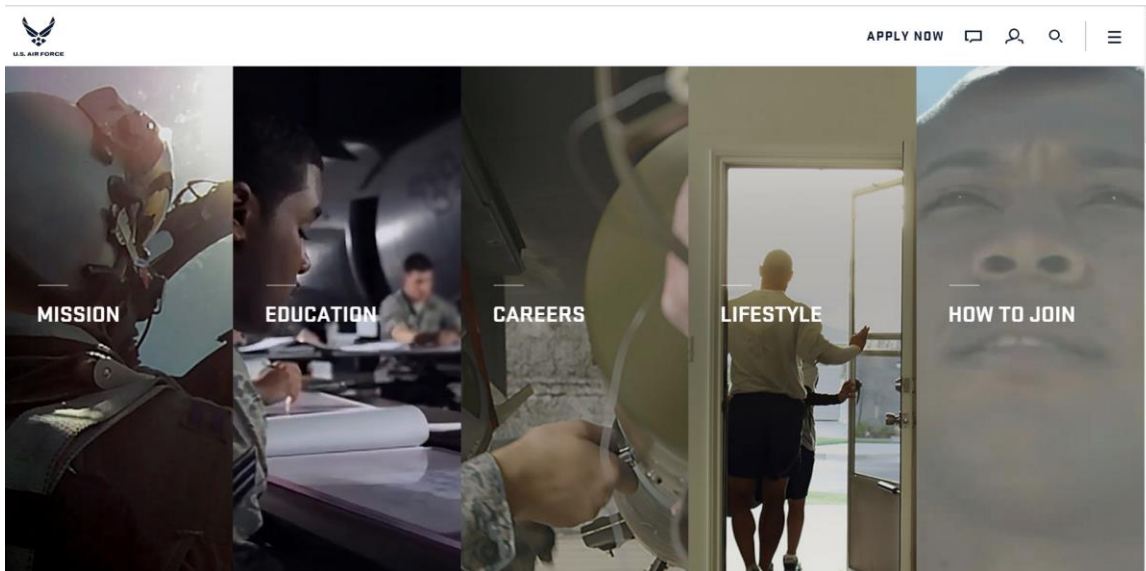 U.S. AIR FORCE
APPLY NOW
MISSION
EDUCATION
CAREERS
LIFESTYLE
HOW TO JOIN